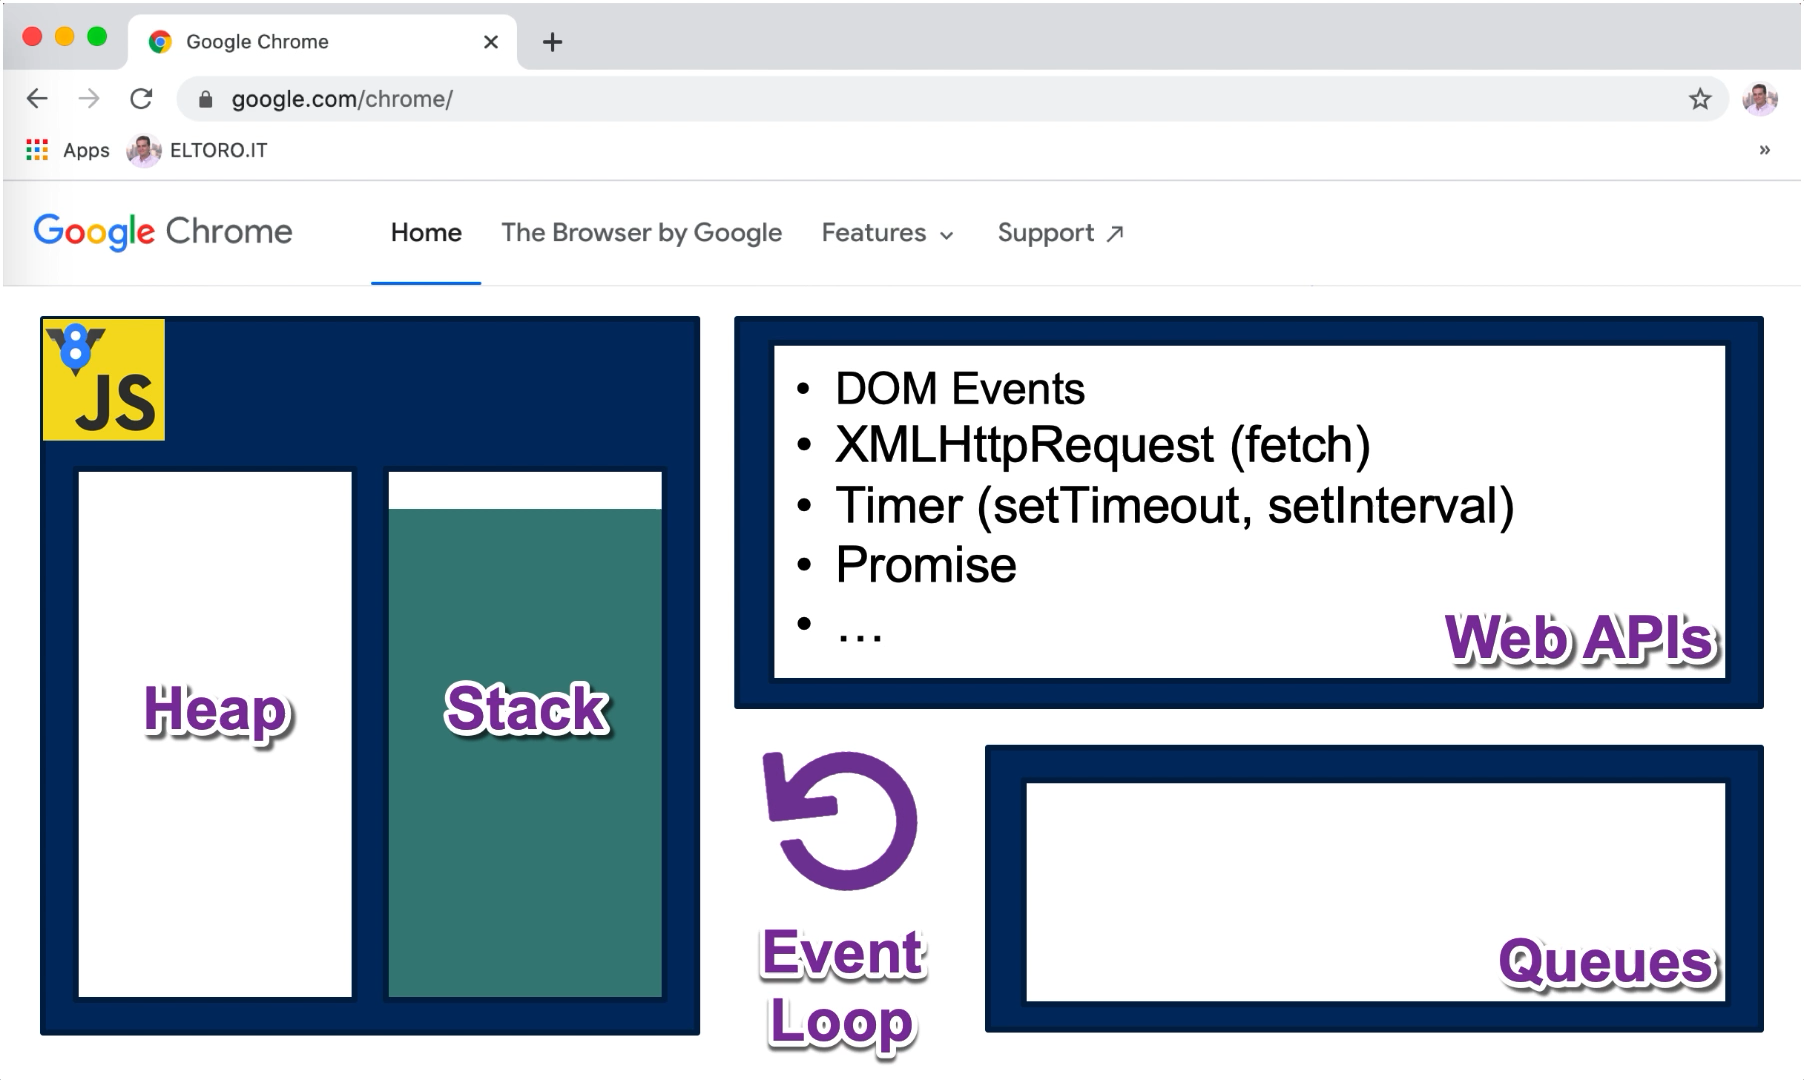 Google Chrome
google.com/chrome/
Apps ELTORO.IT »
Google Chrome Home The Browser by Google Features Support
8
JS
Heap
Stack
• DOM Events
• XMLHttpRequest (fetch)
• Timer (setTimeout, setInterval)
• Promise
• …
Web APIs
Event
Loop
Queues